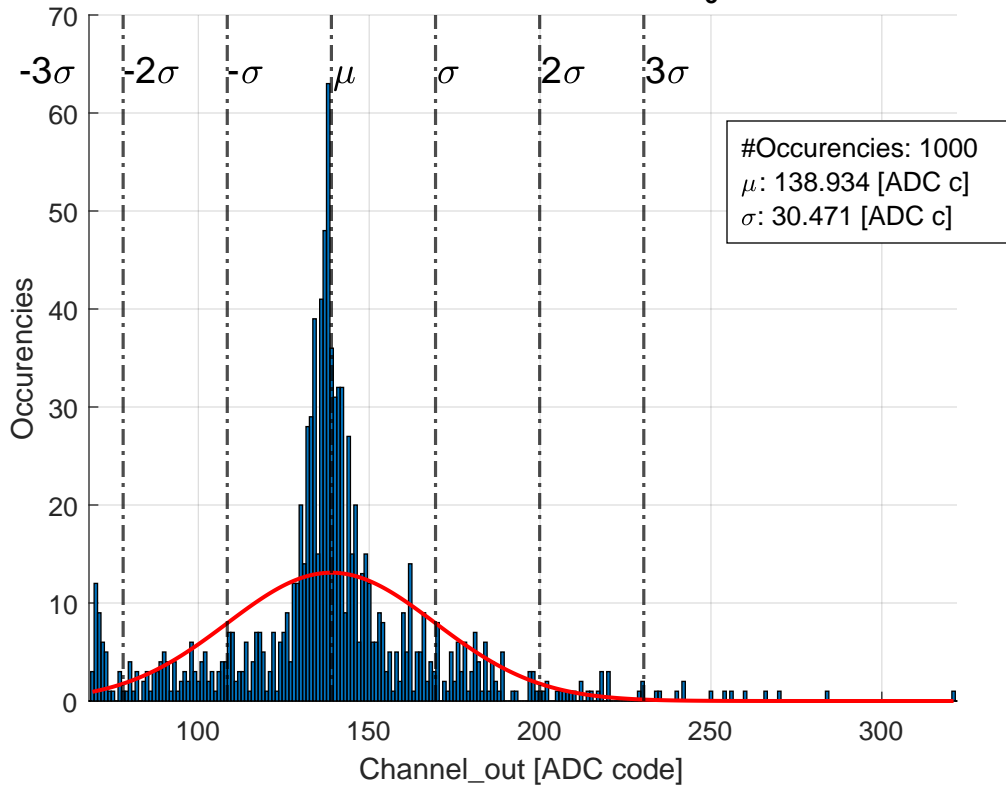 70
60
50
40
30
20
10
0
Occurencies
-3σ -2σ -σ μ σ 2σ 3σ
#Occurencies: 1000
μ: 138.934 [ADC c]
σ: 30.471 [ADC c]
100 150 200 250 300
Channel_out [ADC code]